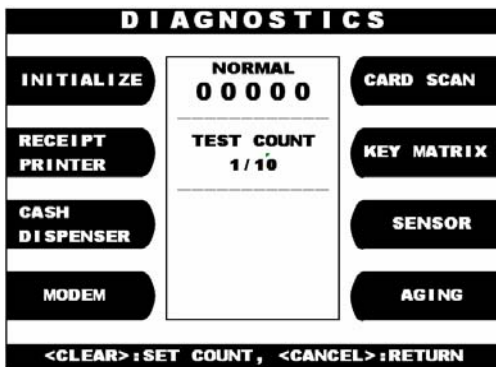 DIAGNOSTICS
INITIALIZE
RECEIPT
PRINTER
CASH
DISPENSER
MODEM
NORMAL
00000
TEST COUNT
1/10
CARD SCAN
KEY MATRIX
SENSOR
AGING
<CLEAR>:SET COUNT, <CANCEL>:RETURN